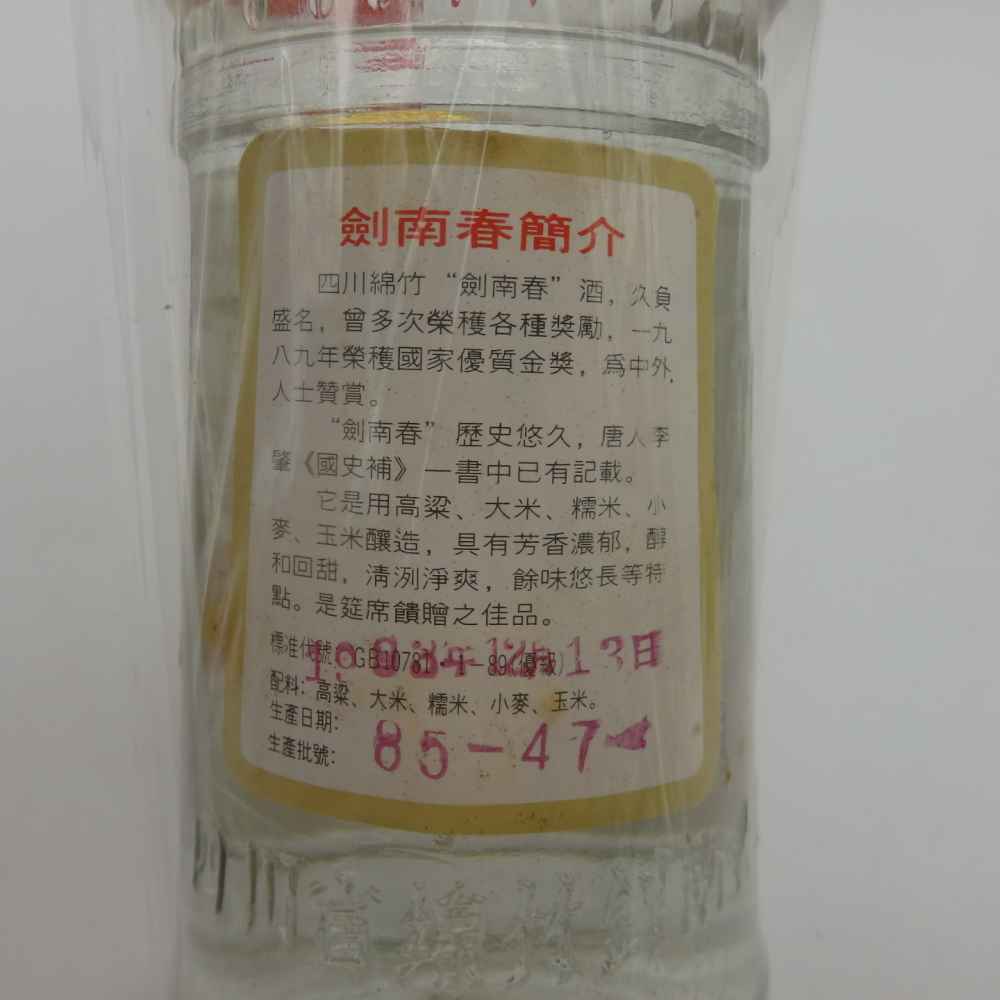 劍南春簡介
四川綿竹“劍南春”酒，久負
盛名，曾多次榮穫各種獎勵，一九
八九年榮穫國家優質金獎，爲中外
人士贊賞。
“劍南春”歷史悠久，唐人李
肇《國史補》一書中已有記載。
它是用高粱、大米、糯米、小
麥、玉米釀造，具有芳香濃郁，醇
和回甜，清洌淨爽，餘味悠長等特
點。是筵席饋贈之佳品。
標准代號：GB10781·1-89(優級)
13日
配料：高粱、大米、糯米、小麥、玉米。
生產日期：
生產批號：85-47